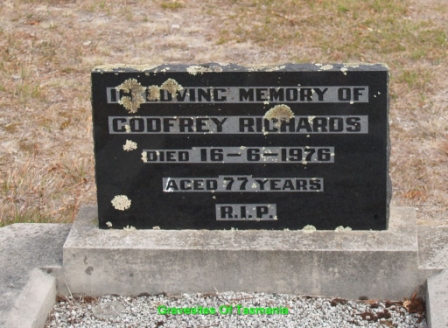 IN LOVING MEMORY OF
GODFREY RICHARDS
DIED 16-6-1976
AGED 77 YEARS
R.I.P.
Gravesites Of Tasmania